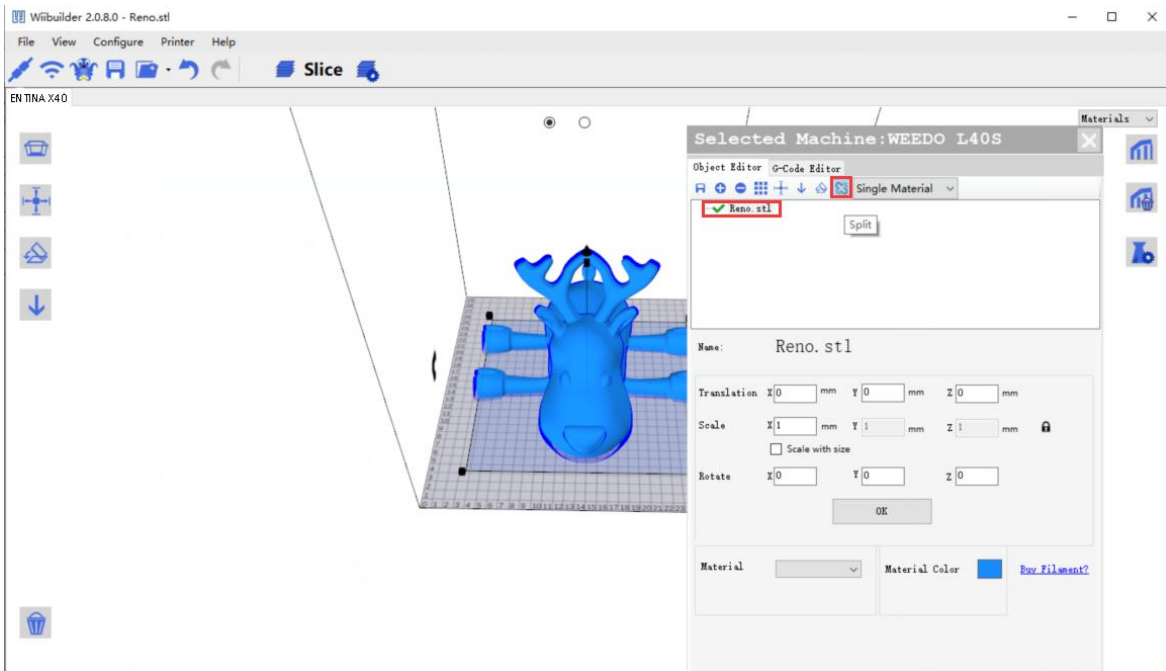 Wiibuilder 2.0.8.0 - Reno.stl
File View Configure Printer Help
Slice
ENTINA X40
Materials
Selected Machine:WEEDO L40S
Object Editor G-Code Editor
Single Material
Reno.stl
Split
Name: Reno.stl
Translation X 0 mm Y 0 mm Z 0 mm
Scale X 1 mm Y 1 mm Z 1 mm
Scale with size
Rotate X 0 Y 0 Z 0
OK
Material Material Color Buy Filament?